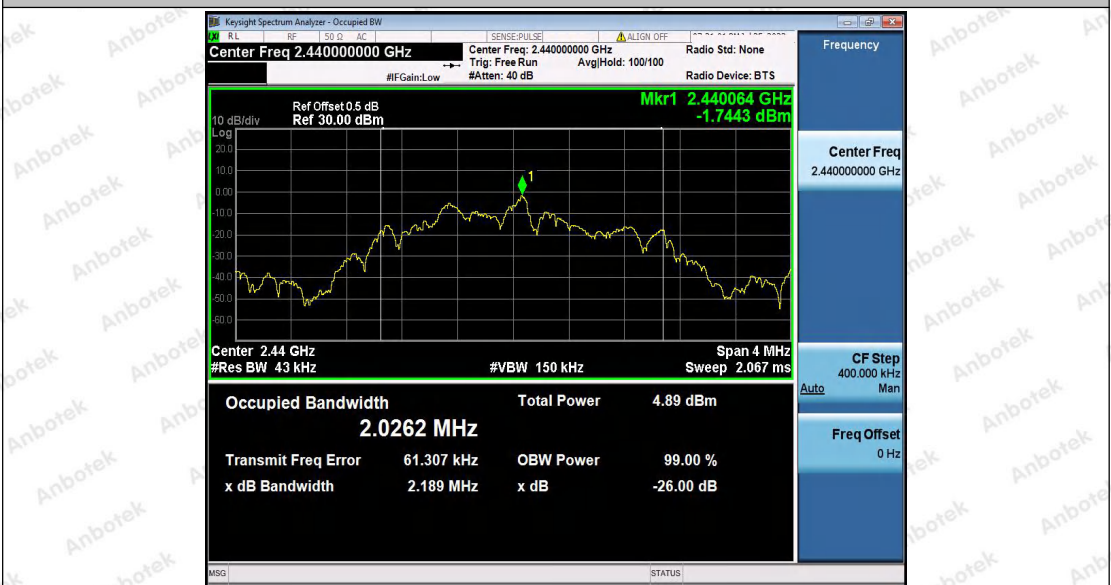 Keysight Spectrum Analyzer - Occupied BW
LXI RL RF 50 Ω AC SENSE:PULSE ALIGN OFF
Center Freq 2.440000000 GHz
Center Freq: 2.440000000 GHz Radio Std: None
Trig: Free Run Avg|Hold: 100/100
#IFGain:Low #Atten: 40 dB Radio Device: BTS
Mkr1 2.440064 GHz
-1.7443 dBm
Ref Offset 0.5 dB
10 dB/div Ref 30.00 dBm
Log
20.0
10.0
1
0.00
-10.0
-20.0
-30.0
-40.0
-50.0
-60.0
Center 2.44 GHz Span 4 MHz
#Res BW 43 kHz #VBW 150 kHz Sweep 2.067 ms
Occupied Bandwidth Total Power 4.89 dBm
2.0262 MHz
Transmit Freq Error 61.307 kHz OBW Power 99.00 %
x dB Bandwidth 2.189 MHz x dB -26.00 dB
MSG STATUS
Frequency
Center Freq
2.440000000 GHz
CF Step
400.000 kHz
Auto Man
Freq Offset
0 Hz
Anbotek